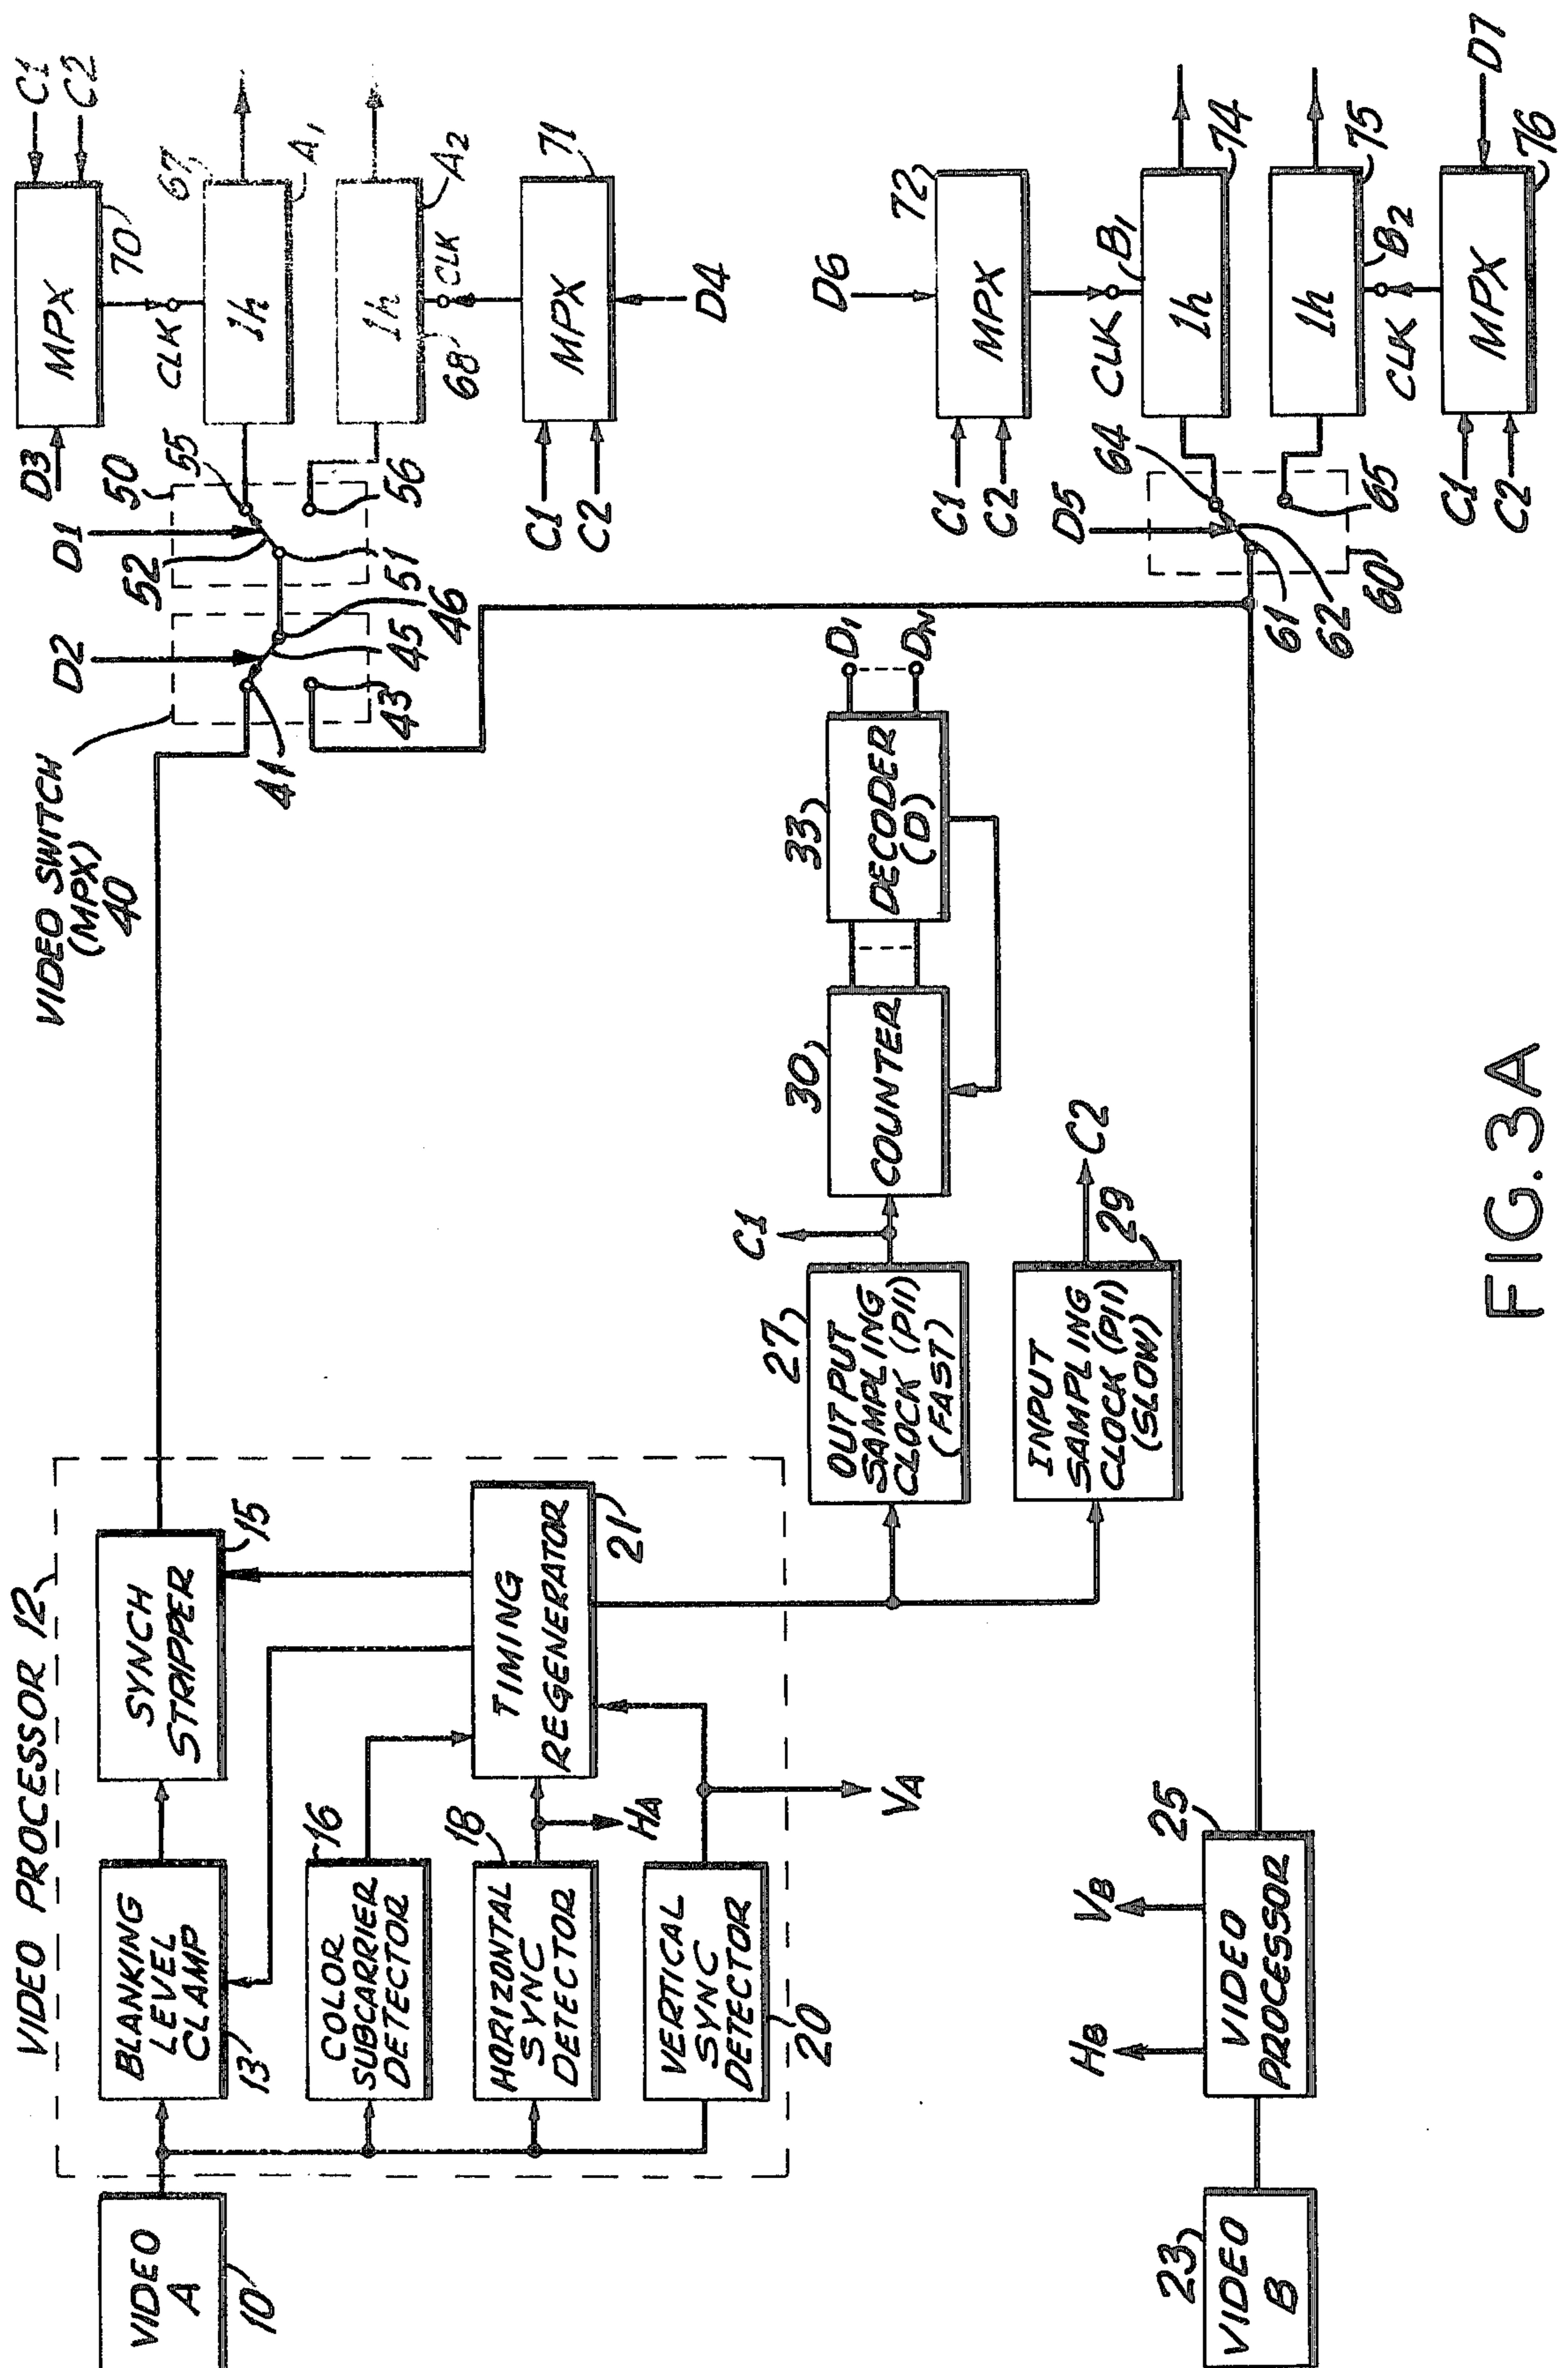 VIDEO PROCESSOR 12
VIDEO
A
10
BLANKING
LEVEL
CLAMP
13
SYNCH
STRIPPER
15
COLOR
SUBCARRIER
DETECTOR
16
HORIZONTAL
SYNC
DETECTOR
18
HA
VERTICAL
SYNC
DETECTOR
20
VA
TIMING
REGENERATOR
21
OUTPUT
SAMPLING
CLOCK (PII)
(FAST)
27
C1
INPUT
SAMPLING
CLOCK (PII)
(SLOW)
29
C2
COUNTER
30
DECODER
(D)
33
D1
DN
VIDEO
B
23
VIDEO
PROCESSOR
25
HB
VB
VIDEO SWITCH
(MPX)
40
D2
41
43
45
46
D1
50
52
51
55
56
D3
MPX
C1
C2
70
CLK
67
1h
A1
1h
A2
68
CLK
MPX
71
C1
C2
D4
D6
72
MPX
C1
C2
CLK
B1
D5
64
61
62
60
65
1h
74
1h
75
B2
CLK
MPX
C1
C2
D7
76
FIG. 3A